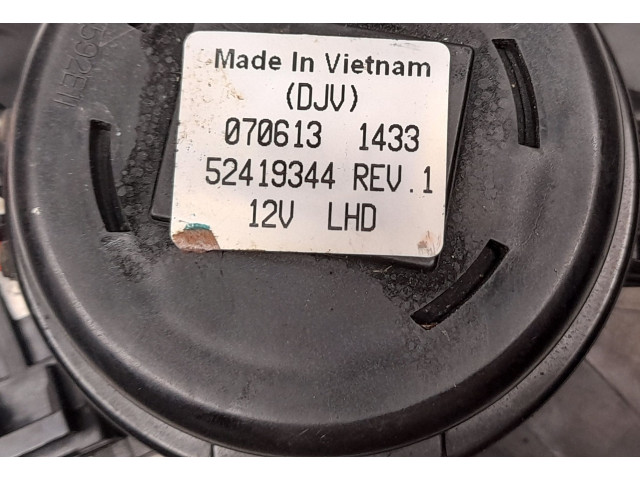 Made In Vietnam
(DJV)
070613 1433
52419344 REV.1
12V LHD